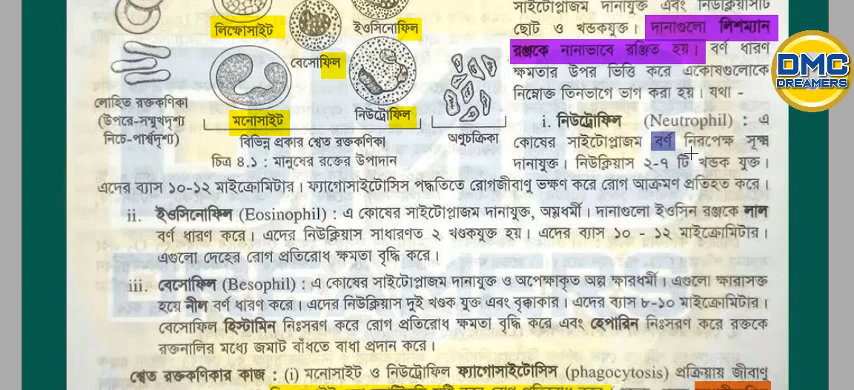 সাইটোপ্লাজম দানাযুক্ত এবং নিউক্লিয়াসটি
ছোট ও খন্ডকযুক্ত। দানাগুলো লিশম্যান
রঞ্জকে নানাভাবে রঞ্জিত হয়। বর্ণ ধারণ
ক্ষমতার উপর ভিত্তি করে একোষগুলোকে
নিম্নোক্ত তিনভাগে ভাগ করা হয়। যথা -
লিম্ফোসাইট
ইওসিনোফিল
বেসোফিল
মনোসাইট
নিউট্রোফিল
লোহিত রক্তকণিকা
(উপরে-সম্মুখদৃশ্য
নিচে-পার্শ্বদৃশ্য)
বিভিন্ন প্রকার শ্বেত রক্তকণিকা
অণুচক্রিকা
চিত্র ৪.১ : মানুষের রক্তের উপাদান
DMC
DREAMERS
i. নিউট্রোফিল (Neutrophil) : এ
কোষের সাইটোপ্লাজম বর্ণ নিরপেক্ষ সূক্ষ্ম
দানাযুক্ত। নিউক্লিয়াস ২-৭ টি খন্ডক যুক্ত।
এদের ব্যাস ১০-১২ মাইক্রোমিটার। ফ্যাগোসাইটোসিস পদ্ধতিতে রোগজীবাণু ভক্ষণ করে রোগ আক্রমণ প্রতিহত করে।
ii. ইওসিনোফিল (Eosinophil) : এ কোষের সাইটোপ্লাজম দানাযুক্ত, অম্লধর্মী। দানাগুলো ইওসিন রঞ্জকে লাল
বর্ণ ধারণ করে। এদের নিউক্লিয়াস সাধারণত ২ খণ্ডকযুক্ত হয়। এদের ব্যাস ১০ - ১২ মাইক্রোমিটার।
এগুলো দেহের রোগ প্রতিরোধ ক্ষমতা বৃদ্ধি করে।
iii. বেসোফিল (Besophil) : এ কোষের সাইটোপ্লাজম দানাযুক্ত ও অপেক্ষাকৃত অল্প ক্ষারধর্মী। এগুলো ক্ষারাসক্ত
হয়ে নীল বর্ণ ধারণ করে। এদের নিউক্লিয়াস দুই খণ্ডক যুক্ত এবং বৃক্কাকার। এদের ব্যাস ৮-১০ মাইক্রোমিটার।
বেসোফিল হিস্টামিন নিঃসরণ করে রোগ প্রতিরোধ ক্ষমতা বৃদ্ধি করে এবং হেপারিন নিঃসরণ করে রক্তকে
রক্তনালির মধ্যে জমাট বাঁধতে বাধা প্রদান করে।
শ্বেত রক্তকণিকার কাজ : (i) মনোসাইট ও নিউট্রোফিল ফ্যাগোসাইটোসিস (phagocytosis) প্রক্রিয়ায় জীবাণু